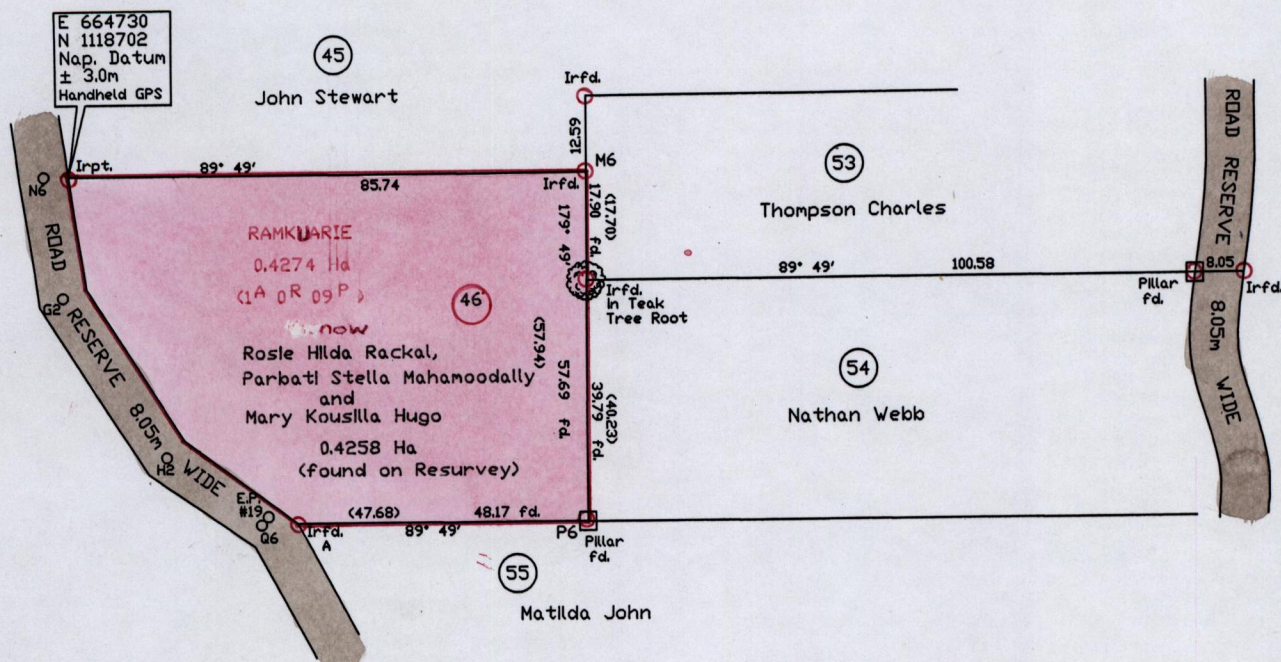 E 664730
N 1118702
Nap. Datum
± 3.0m
Handheld GPS
45
John Stewart
Irfd.
12.59
M6
53
Thompson Charles
ROAD RESERVE 8.05m WIDE
N6
Irpt.
89° 49'
85.74
Irfd.
17.90 fd.
(17.70)
179° 49'
RAMKUARIE
0.4274 Ha
(1A 0R 09P)
now
46
Rosie Hilda Rackal,
Parbati Stella Mahamoodally
and
Mary Kousilla Hugo
0.4258 Ha
(found on Resurvey)
Irfd.
In Teak
Tree Root
89° 49'
100.58
Pillar
fd.
8.05
Irfd.
(57.94)
57.69 fd.
39.79 fd.
(40.23)
54
Nathan Webb
ROAD RESERVE 8.05m WIDE
G2
H2
E.P.
#19
Q6
Irfd.
A
(47.68)
48.17 fd.
89° 49'
P6
Pillar
fd.
55
Matilda John